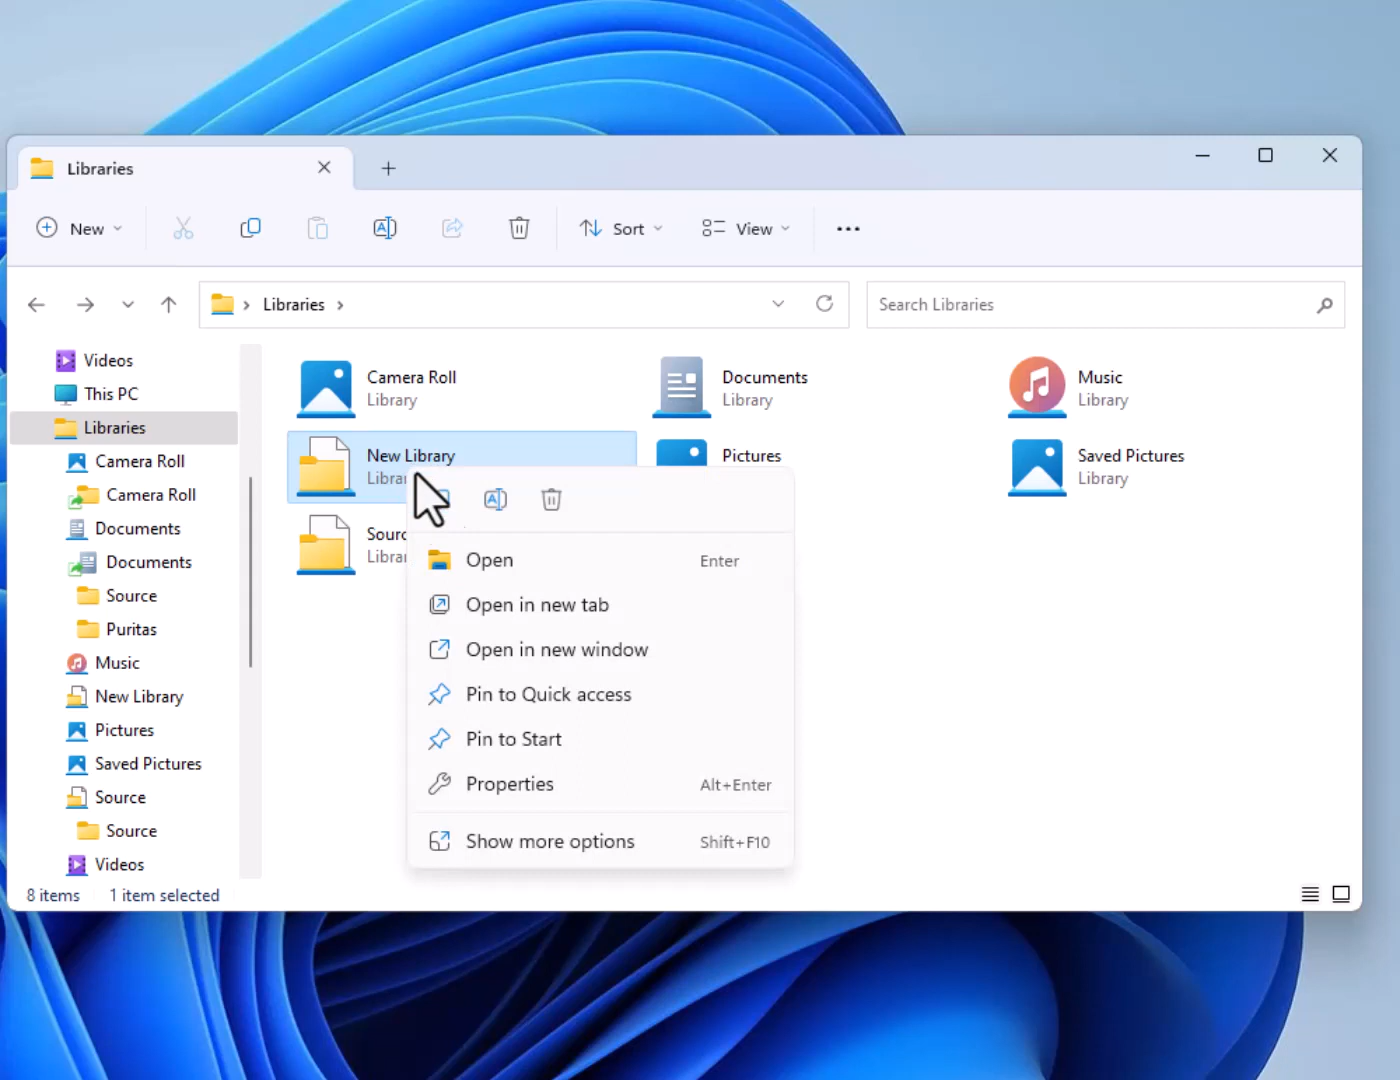 Libraries
New
Sort
View
Libraries
Search Libraries
Videos
This PC
Libraries
Camera Roll
Camera Roll
Documents
Documents
Source
Puritas
Music
New Library
Pictures
Saved Pictures
Source
Source
Videos
Camera Roll
Library
Documents
Library
Music
Library
New Library
Librar
Pictures
Saved Pictures
Library
Sourc
Librar
Open Enter
Open in new tab
Open in new window
Pin to Quick access
Pin to Start
Properties Alt+Enter
Show more options Shift+F10
8 items 1 item selected